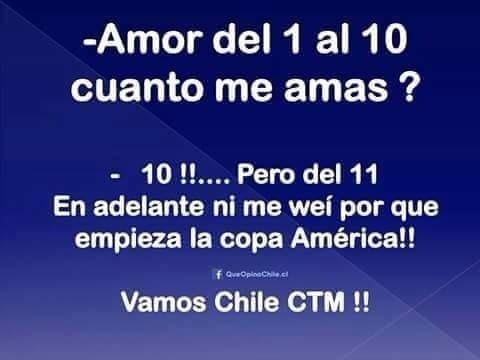 -Amor del 1 al 10
cuanto me amas ?
- 10 !!.... Pero del 11
En adelante ni me weí por que
empieza la copa América!!
f QueOpinaChile.cl
Vamos Chile CTM !!